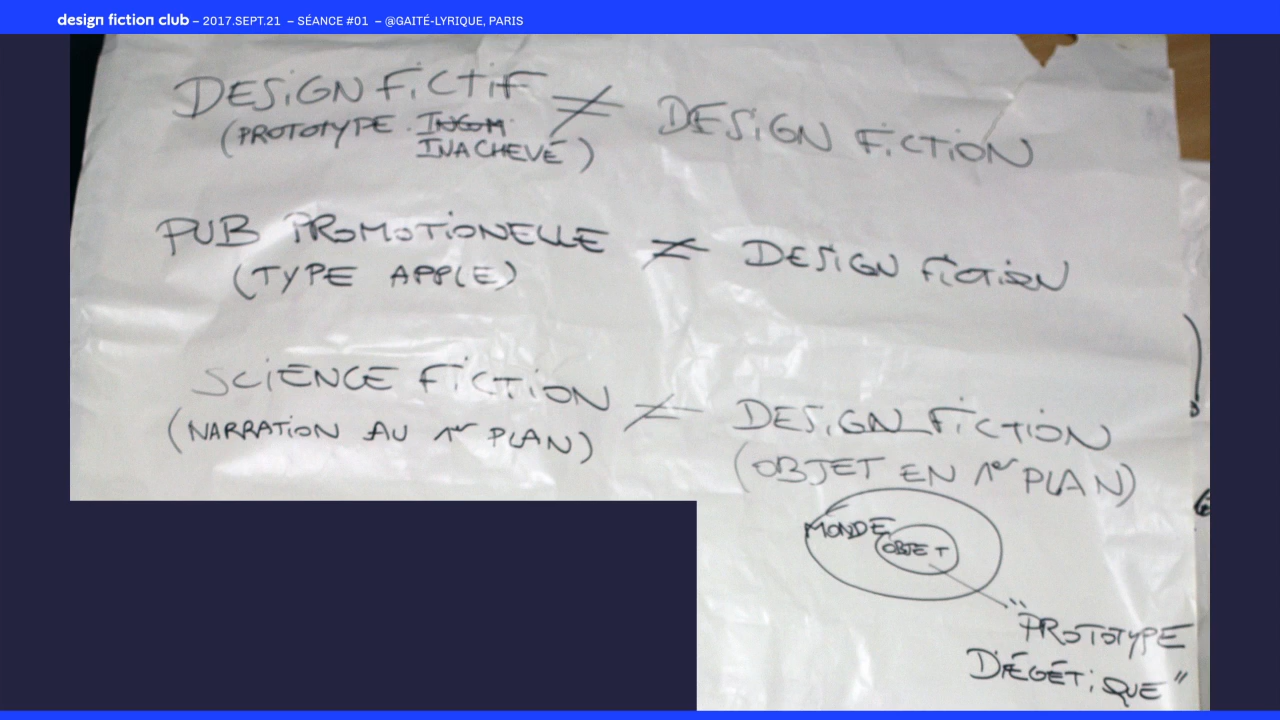 design fiction club – 2017.SEPT.21 – SÉANCE #01 – @GAITÉ-LYRIQUE, PARIS
DESIGN FICTIF ≠ DESIGN FICTION
(PROTOTYPE
INACHEVÉ)
PUB PROMOTIONELLE ≠ DESIGN FICTION
(TYPE APPLE)
SCIENCE FICTION ≠ DESIGN FICTION
(NARRATION AU 1er PLAN)
(OBJET EN 1er PLAN)
MONDE
OBJET
"PROTOTYPE
DIÉGÉTIQUE"